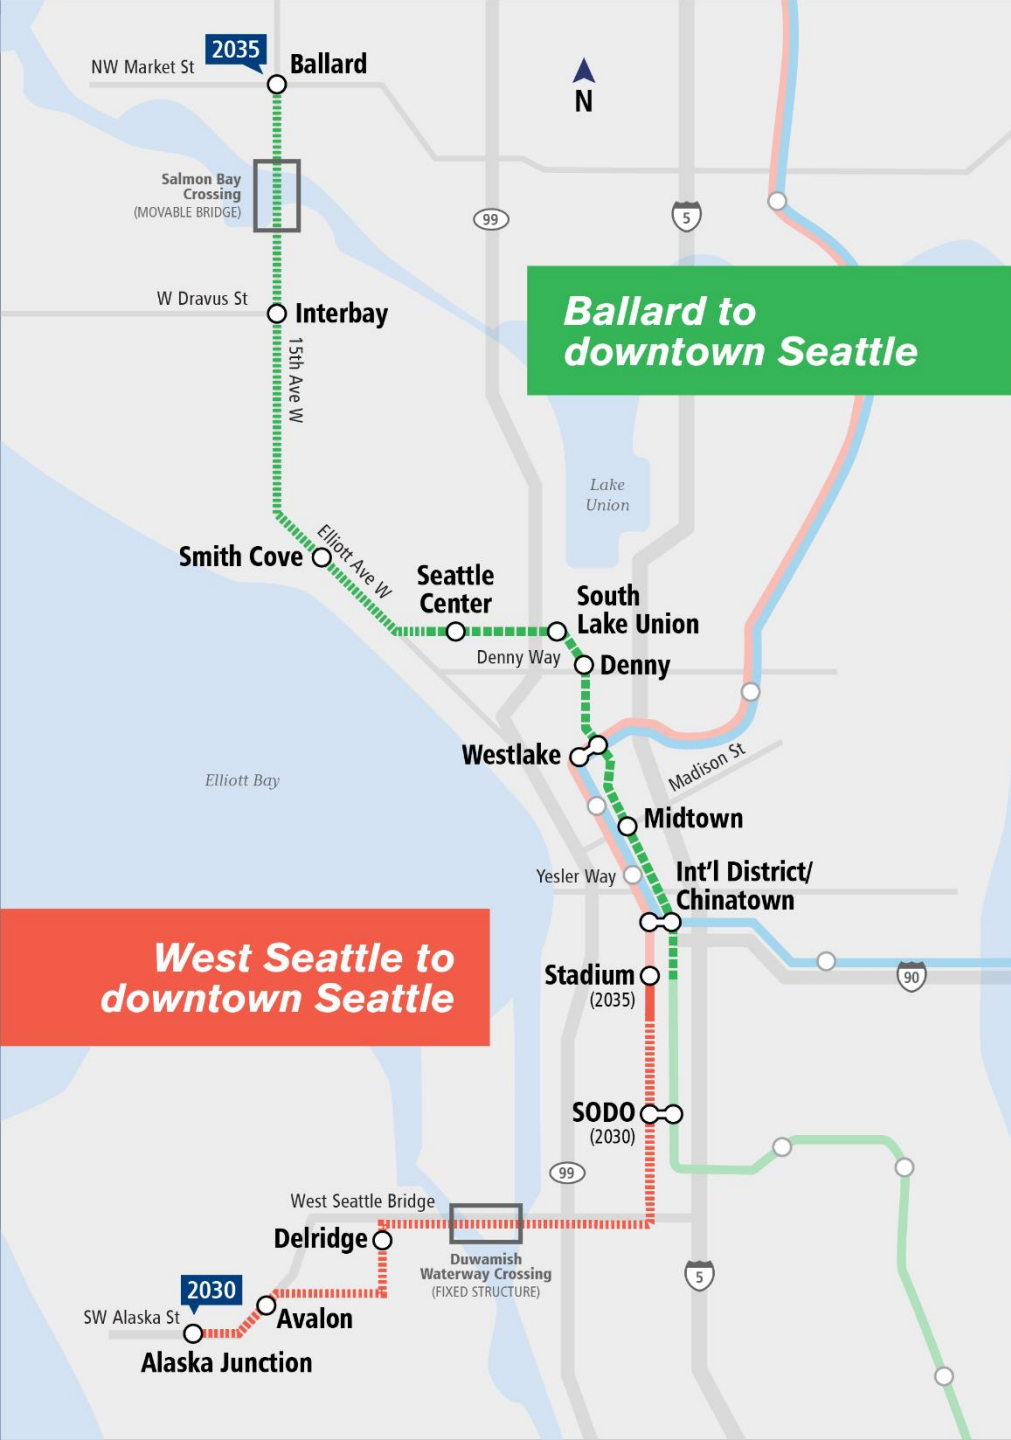 2035
Ballard
NW Market St
N
Salmon Bay
Crossing
(MOVABLE BRIDGE)
99
5
W Dravus St
Interbay
Ballard to
downtown Seattle
15th Ave W
Lake
Union
Smith Cove
Elliott Ave W
Seattle
Center
South
Lake Union
Denny Way
Denny
Westlake
Madison St
Elliott Bay
Midtown
Yesler Way
Int'l District/
Chinatown
West Seattle to
downtown Seattle
Stadium
(2035)
90
SODO
(2030)
99
West Seattle Bridge
Delridge
Duwamish
Waterway Crossing
(FIXED STRUCTURE)
5
2030
SW Alaska St
Avalon
Alaska Junction